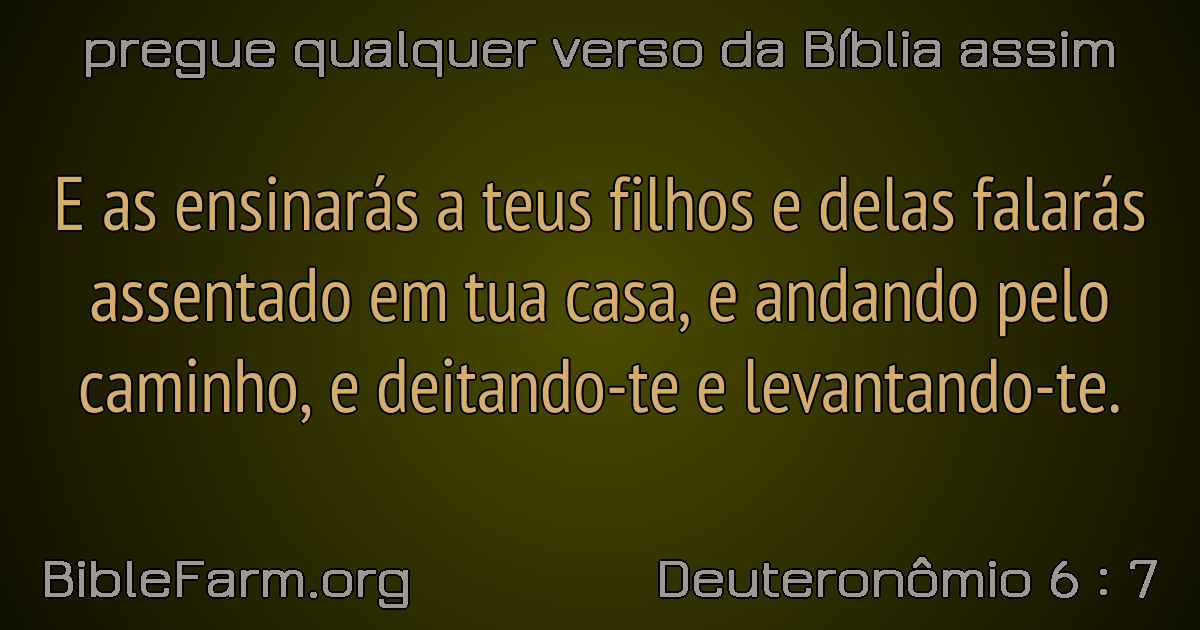 pregue qualquer verso da Bíblia assim
E as ensinarás a teus filhos e delas falarás
assentado em tua casa, e andando pelo
caminho, e deitando-te e levantando-te.
BibleFarm.org
Deuteronômio 6 : 7